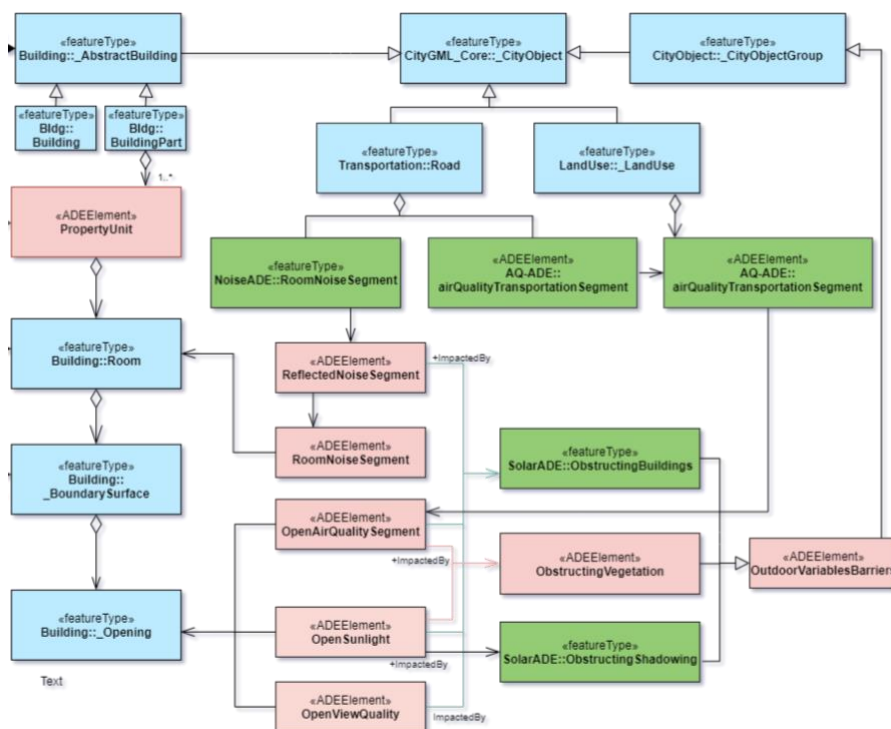 «featureType»
Building::_AbstractBuilding
«featureType»
CityGML_Core::_CityObject
«featureType»
CityObject::_CityObjectGroup
«featureType»
Bldg::
Building
«featureType»
Bldg::
BuildingPart
1..*
«featureType»
Transportation::Road
«featureType»
LandUse::_LandUse
«ADEElement»
PropertyUnit
«featureType»
NoiseADE::RoomNoiseSegment
«ADEElement»
AQ-ADE::
airQualityTransportationSegment
«ADEElement»
AQ-ADE::
airQualityTransportationSegment
«featureType»
Building::Room
«ADEElement»
ReflectedNoiseSegment
+ImpactedBy
«ADEElement»
RoomNoiseSegment
«featureType»
SolarADE::ObstructingBuildings
«featureType»
Building::
_BoundarySurface
«ADEElement»
OpenAirQualitySegment
+ImpactedBy
«ADEElement»
ObstructingVegetation
«ADEElement»
OutdoorVariablesBarriers
«featureType»
Building::_Opening
«ADEElement»
OpenSunlight
+ImpactedBy
«featureType»
SolarADE::ObstructingShadowing
Text
«ADEElement»
OpenViewQuality
ImpactedBy